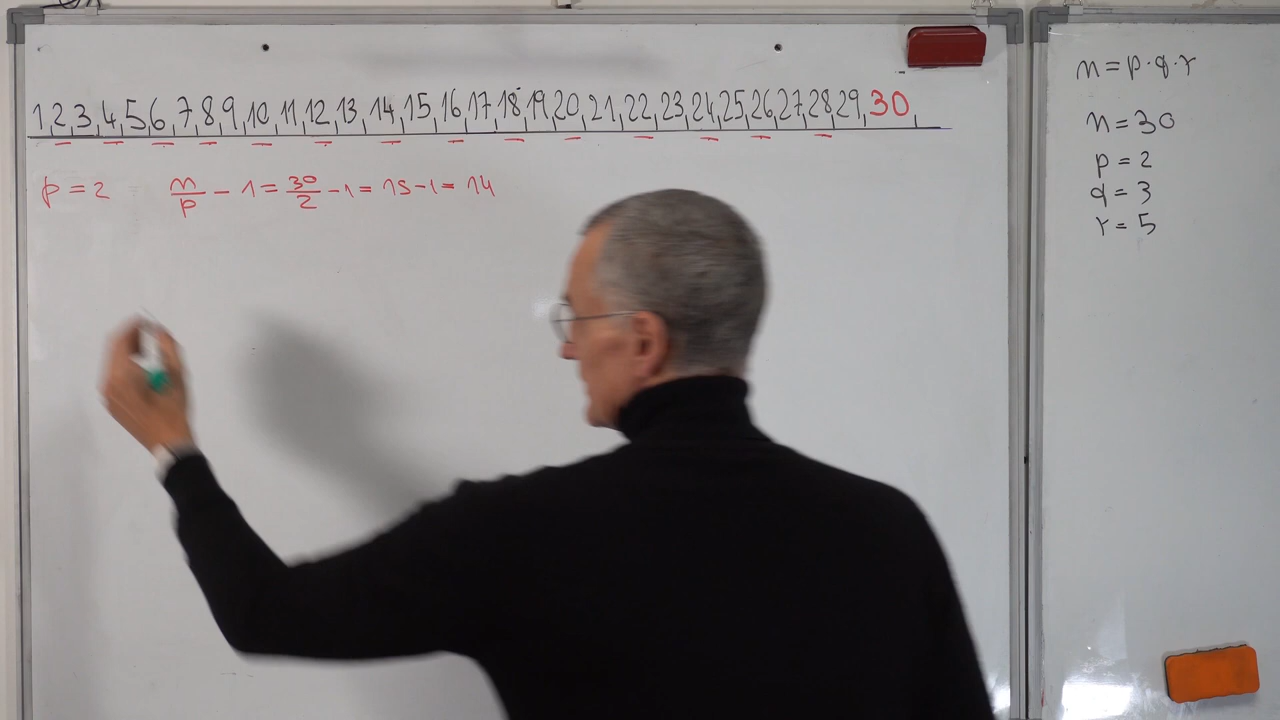 1,2,3,4,5,6,7,8,9,10,11,12,13,14,15,16,17,18,19,20,21,22,23,24,25,26,27,28,29,30,
p = 2 n/p - 1 = 30/2 - 1 = 15 - 1 = 14
n = p·q·r
n = 30
p = 2
q = 3
r = 5